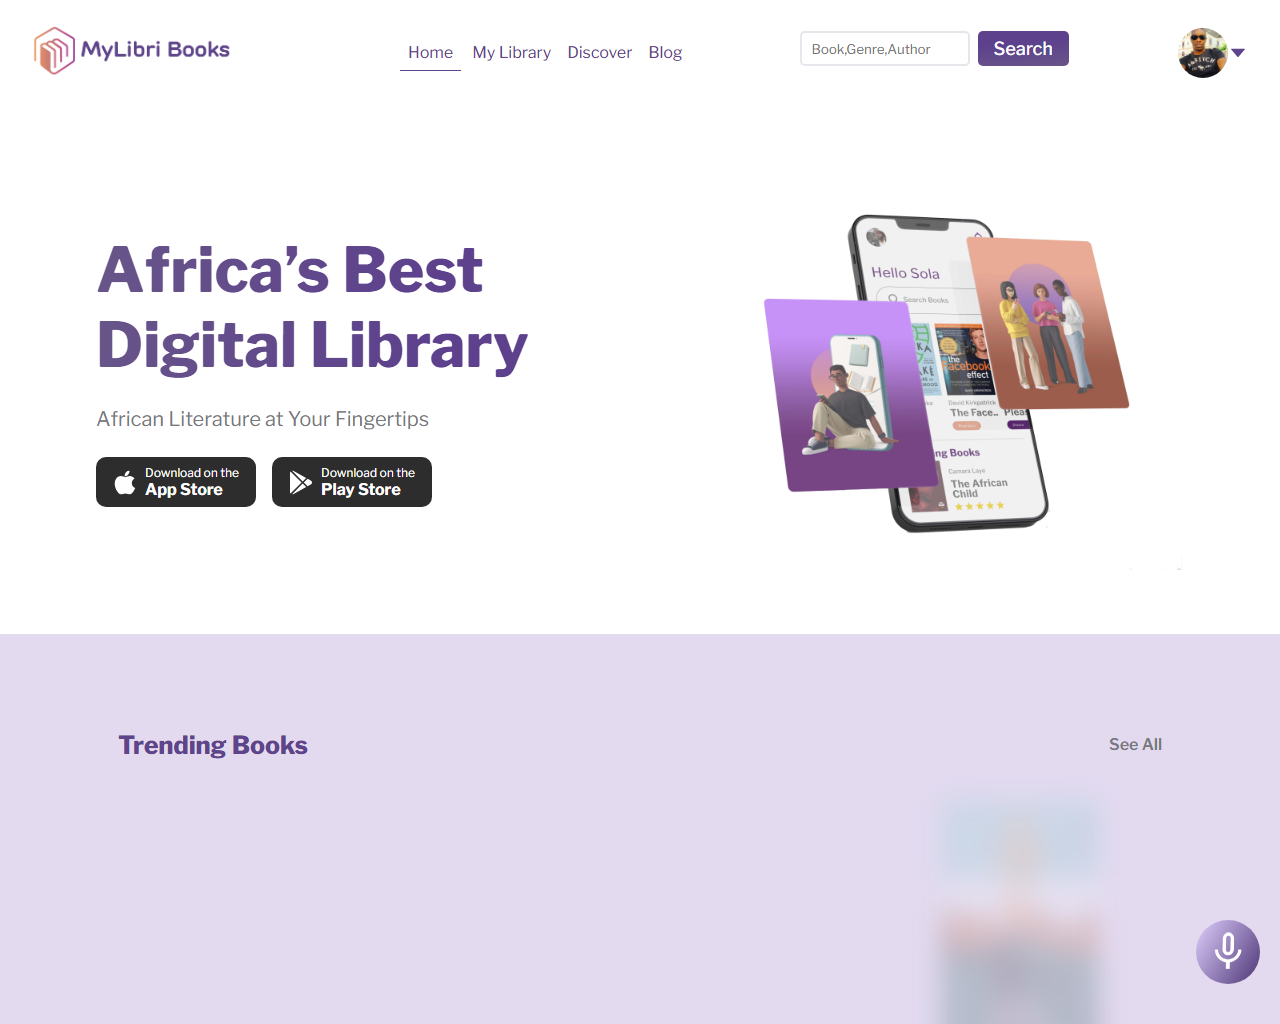 MyLibri Books
Home
My Library
Discover
Blog
Book,Genre,Author
Search
Africa’s Best
Digital Library
African Literature at Your Fingertips
Download on the
App Store
Download on the
Play Store
Hello Sola
Search Books
the
facebook
effect
David Kirkpatrick
The Face..
Pleas
ng Books
Camara Laye
The African
Child
Trending Books
See All